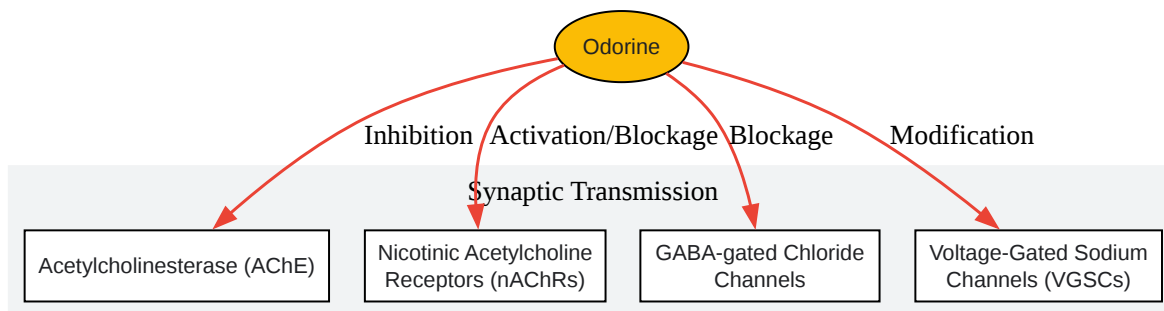 Odorine
Inhibition
Activation/Blockage
Blockage
Modification
Synaptic Transmission
Acetylcholinesterase (AChE)
Nicotinic Acetylcholine
Receptors (nAChRs)
GABA-gated Chloride
Channels
Voltage-Gated Sodium
Channels (VGSCs)